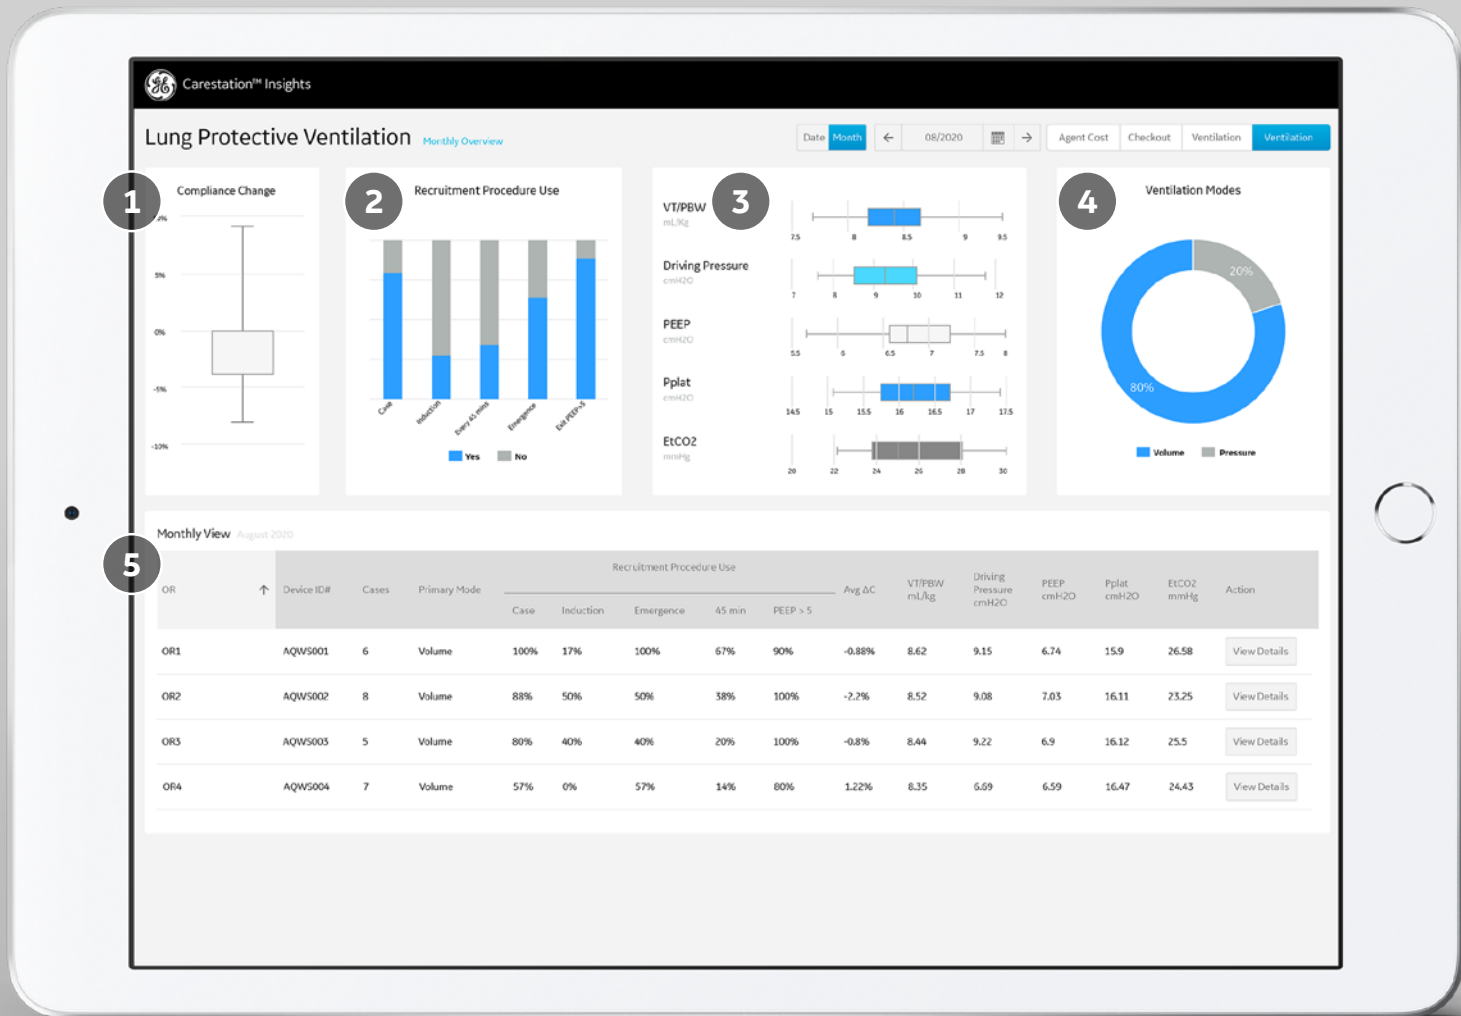 Carestation™ Insights
Lung Protective Ventilation Monthly Overview
Date Month ← 08/2020 → Agent Cost Checkout Ventilation Ventilation
1
Compliance Change
5%
0%
-5%
-10%
2
Recruitment Procedure Use
Case Induction Every 45 mins Emergence Exit PEEP>5
Yes No
3
VT/PBW
mL/Kg
7.5 8 8.5 9 9.5
Driving Pressure
cmH2O
7 8 9 10 11 12
PEEP
cmH2O
5.5 6 6.5 7 7.5 8
Pplat
cmH2O
14.5 15 15.5 16 16.5 17 17.5
EtCO2
mmHg
20 22 24 26 28 30
4
Ventilation Modes
20%
80%
Volume Pressure
5
Monthly View August 2020
Recruitment Procedure Use
OR ↑ Device ID# Cases Primary Mode Case Induction Emergence 45 min PEEP > 5 Avg ΔC VT/PBW mL/kg Driving Pressure cmH2O PEEP cmH2O Pplat cmH2O EtCO2 mmHg Action
OR1 AQWS001 6 Volume 100% 17% 100% 67% 90% -0.88% 8.62 9.15 6.74 15.9 26.58 View Details
OR2 AQWS002 8 Volume 88% 50% 50% 38% 100% -2.2% 8.52 9.08 7.03 16.11 23.25 View Details
OR3 AQWS003 5 Volume 80% 40% 40% 20% 100% -0.8% 8.44 9.22 6.9 16.12 25.5 View Details
OR4 AQWS004 7 Volume 57% 0% 57% 14% 80% 1.22% 8.35 6.69 6.59 16.47 24.43 View Details